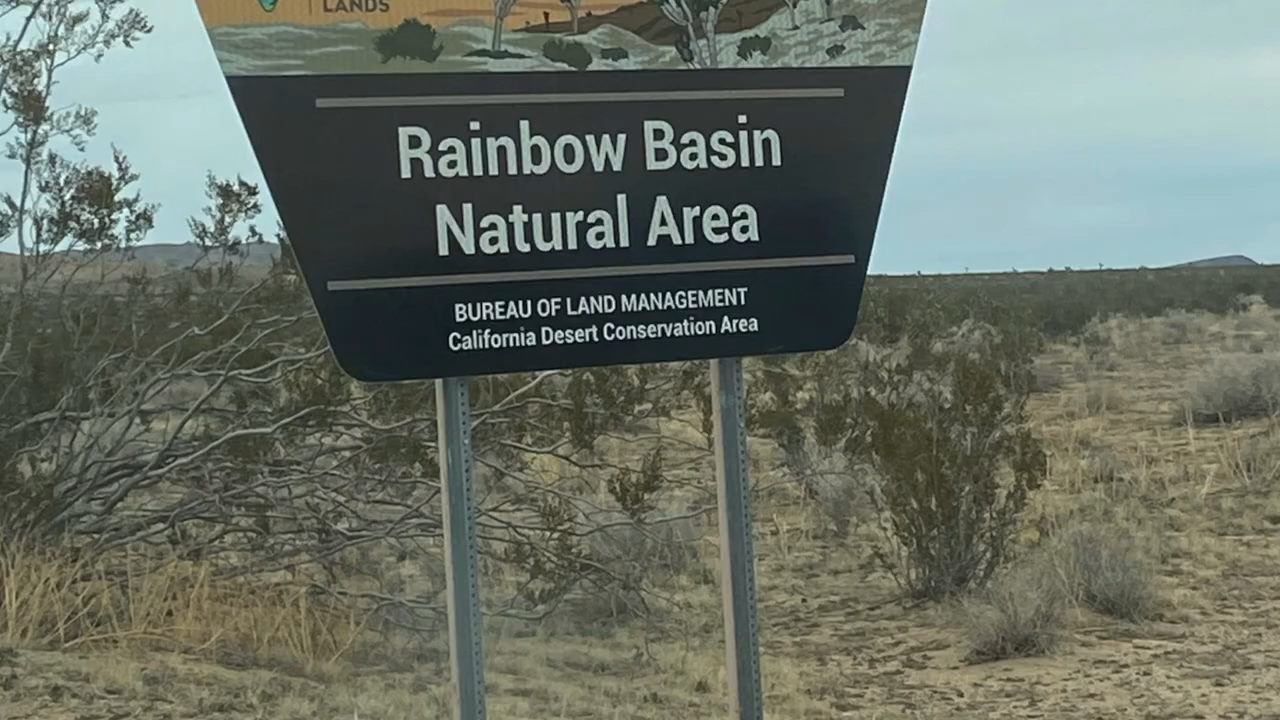 LANDS
Rainbow Basin
Natural Area
BUREAU OF LAND MANAGEMENT
California Desert Conservation Area